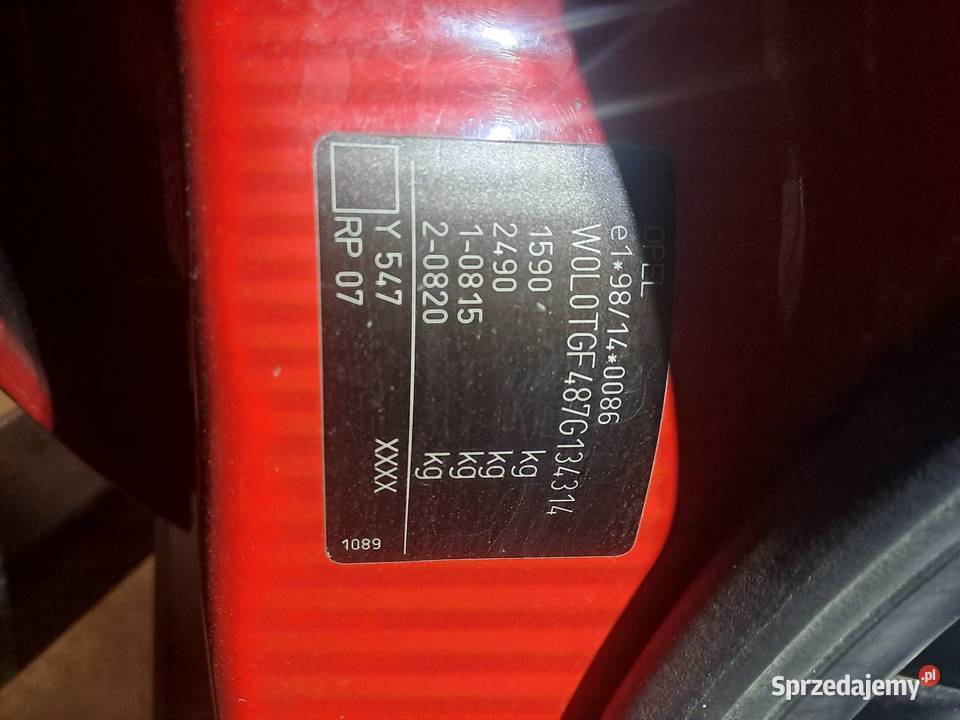 OPEL
e1*98/14*0086
W0L0TGF487G134314
1590 kg
2490 kg
1-0815 kg
2-0820 kg
Y 547 XXXX
RP 07
1089
Sprzedajemy.pl